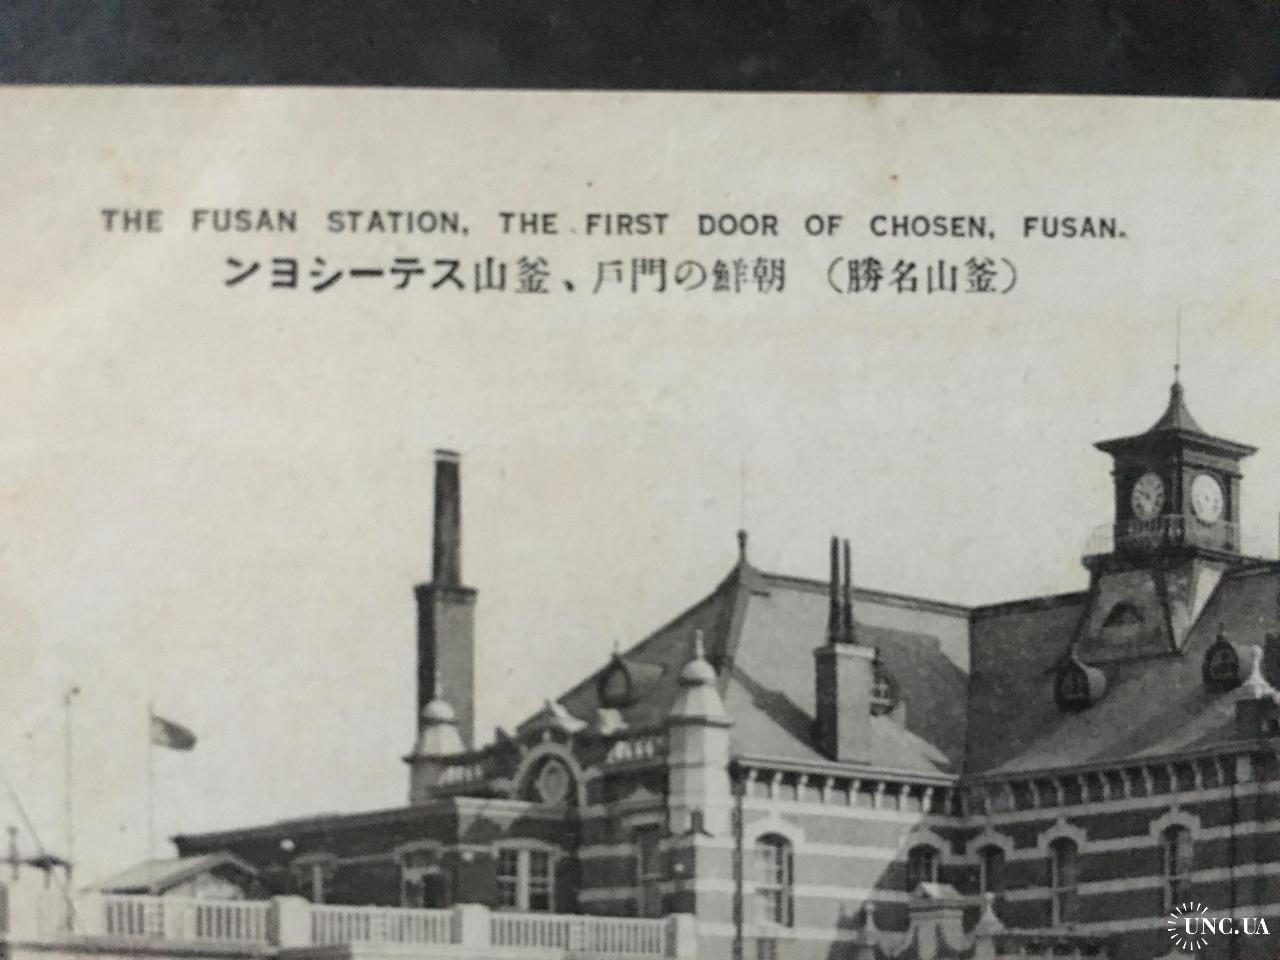 THE FUSAN STATION, THE FIRST DOOR OF CHOSEN, FUSAN.
（釜山名勝） 朝鮮の門戸、釜山ステーシヨン
UNC.UA